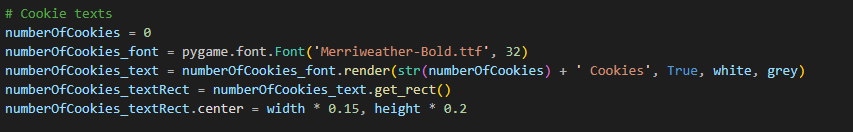 # Cookie texts
numberOfCookies = 0
numberOfCookies_font = pygame.font.Font('Merriweather-Bold.ttf', 32)
numberOfCookies_text = numberOfCookies_font.render(str(numberOfCookies) + ' Cookies', True, white, grey)
numberOfCookies_textRect = numberOfCookies_text.get_rect()
numberOfCookies_textRect.center = width * 0.15, height * 0.2